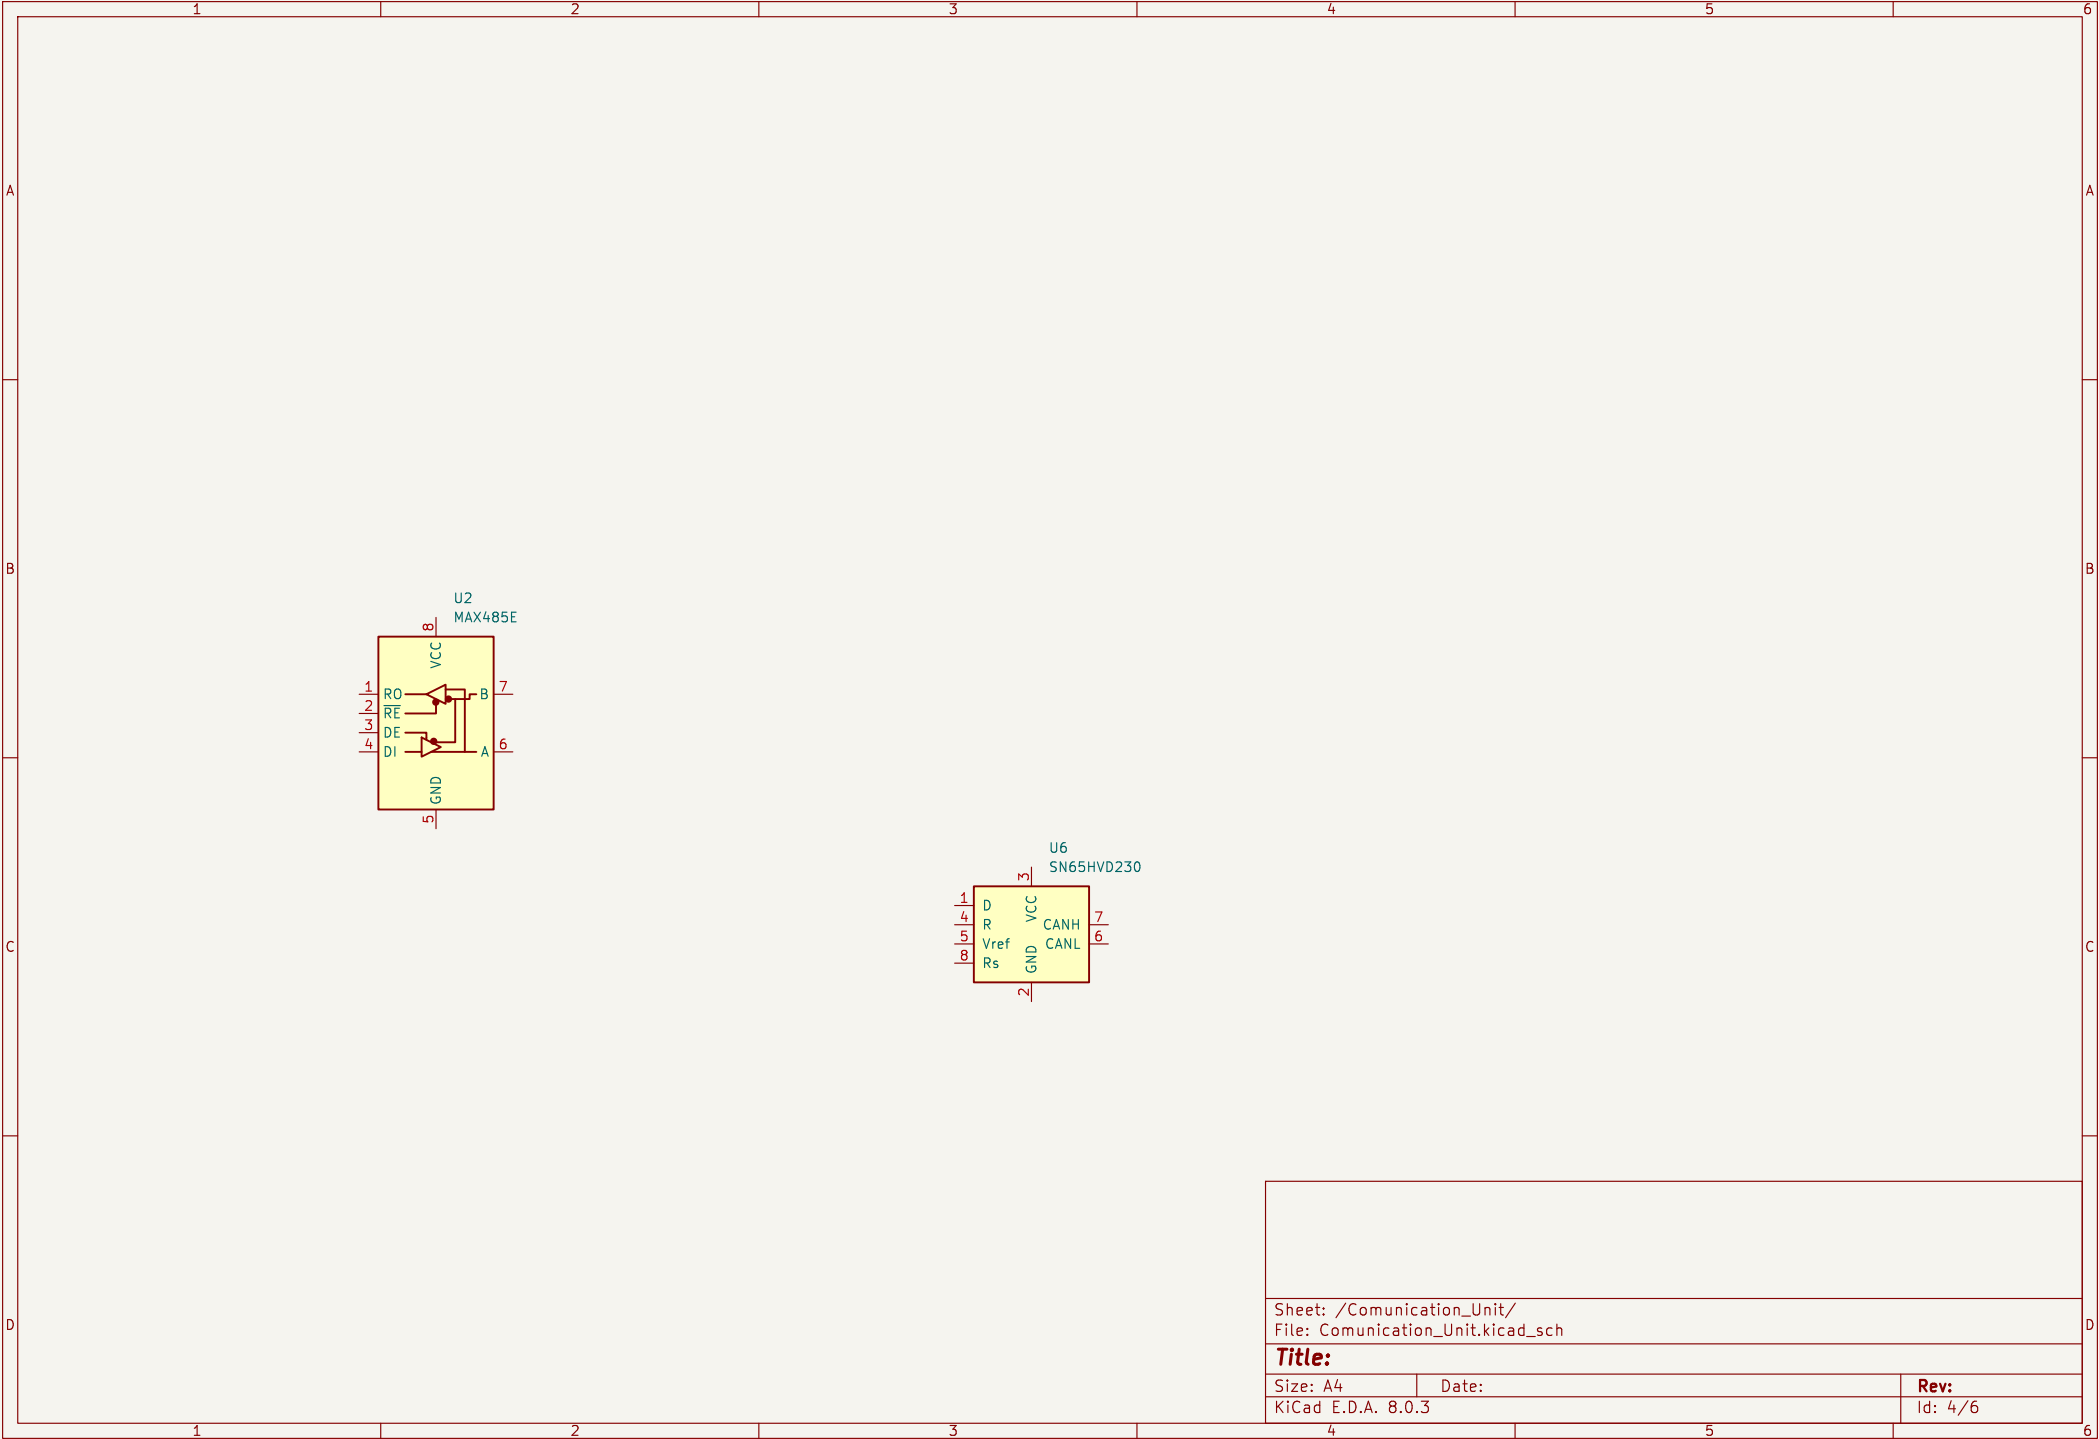 1 2 3 4 5 6
A A
B B
U2
MAX485E
8
VCC
1 RO B 7
2 RE
3 DE
4 DI A 6
GND
5
U6
SN65HVD230
3
VCC
1 D
4 R CANH 7
5 Vref CANL 6
8 Rs
GND
2
C C
D D
Sheet: /Comunication_Unit/
File: Comunication_Unit.kicad_sch
Title:
Size: A4 Date: Rev:
KiCad E.D.A. 8.0.3 Id: 4/6
1 2 3 4 5 6